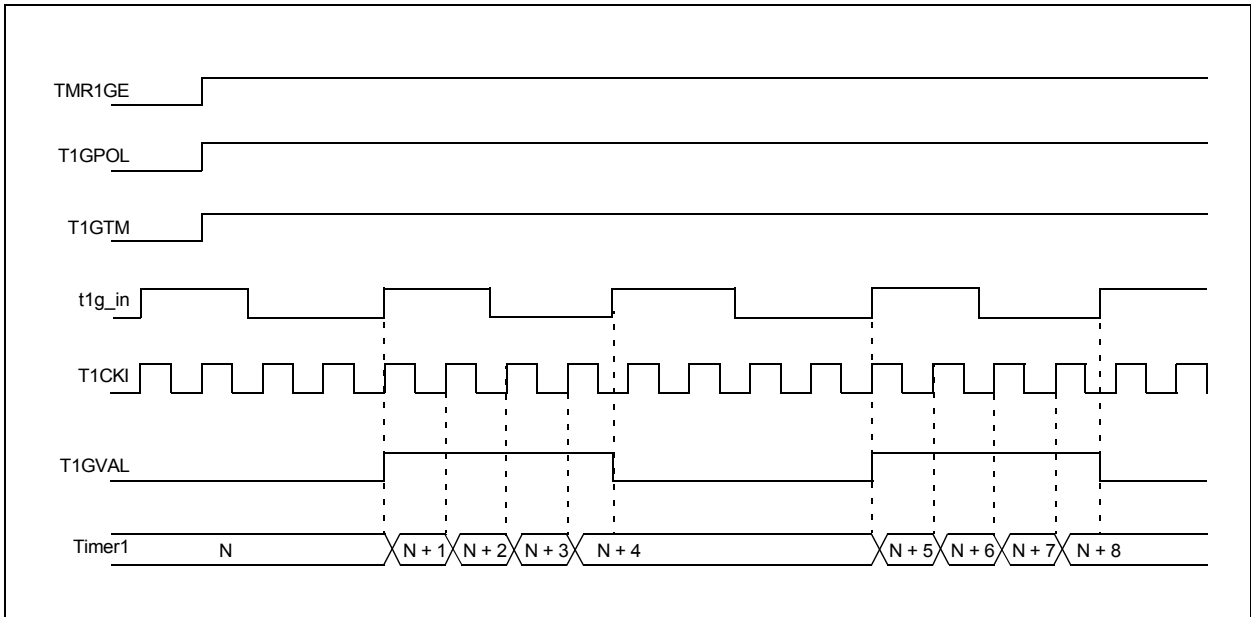 TMR1GE
T1GPOL
T1GTM
t1g_in
T1CKI
T1GVAL
Timer1 N N + 1 N + 2 N + 3 N + 4 N + 5 N + 6 N + 7 N + 8